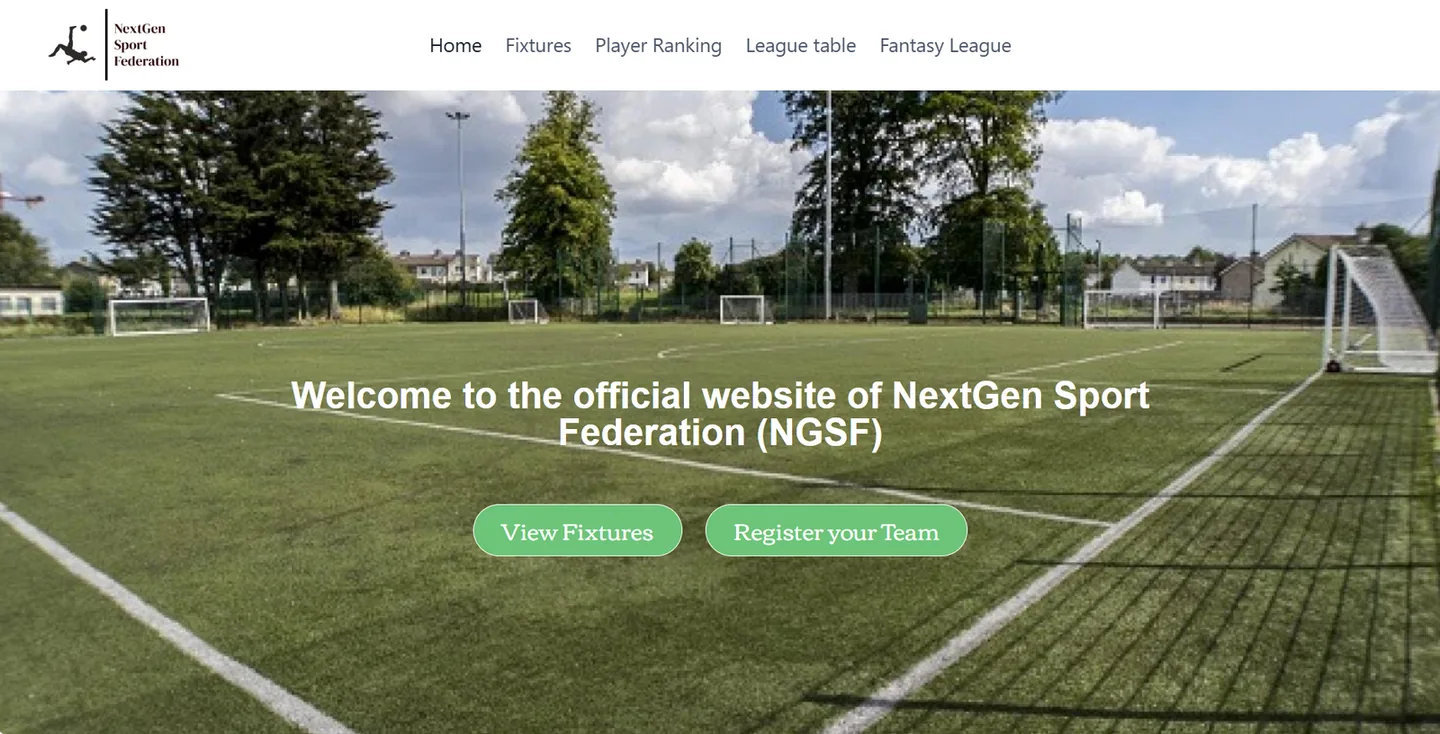 NextGen
Sport
Federation
Home Fixtures Player Ranking League table Fantasy League
Welcome to the official website of NextGen Sport
Federation (NGSF)
View Fixtures Register your Team